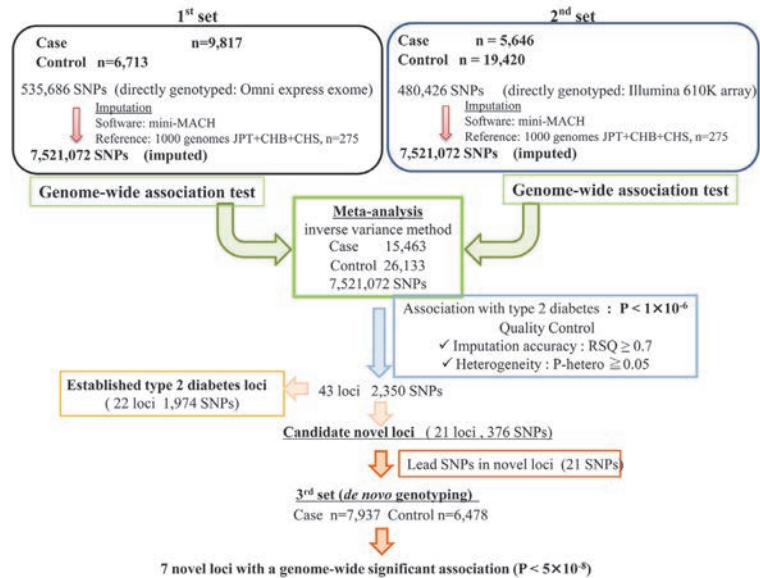 1st set
Case n=9,817
Control n=6,713
535,686 SNPs (directly genotyped: Omni express exome)
Imputation
Software: mini-MACH
Reference: 1000 genomes JPT+CHB+CHS, n=275
7,521,072 SNPs (imputed)
Genome-wide association test
2nd set
Case n = 5,646
Control n = 19,420
480,426 SNPs (directly genotyped: Illumina 610K array)
Imputation
Software: mini-MACH
Reference: 1000 genomes JPT+CHB+CHS, n=275
7,521,072 SNPs (imputed)
Genome-wide association test
Meta-analysis
inverse variance method
Case 15,463
Control 26,133
7,521,072 SNPs
Association with type 2 diabetes : P < 1×10-6
Quality Control
✓ Imputation accuracy : RSQ ≥ 0.7
✓ Heterogeneity : P-hetero ≧ 0.05
Established type 2 diabetes loci
( 22 loci 1,974 SNPs)
43 loci 2,350 SNPs
Candidate novel loci ( 21 loci , 376 SNPs)
Lead SNPs in novel loci (21 SNPs)
3rd set (de novo genotyping)
Case n=7,937 Control n=6,478
7 novel loci with a genome-wide significant association (P < 5×10-8)